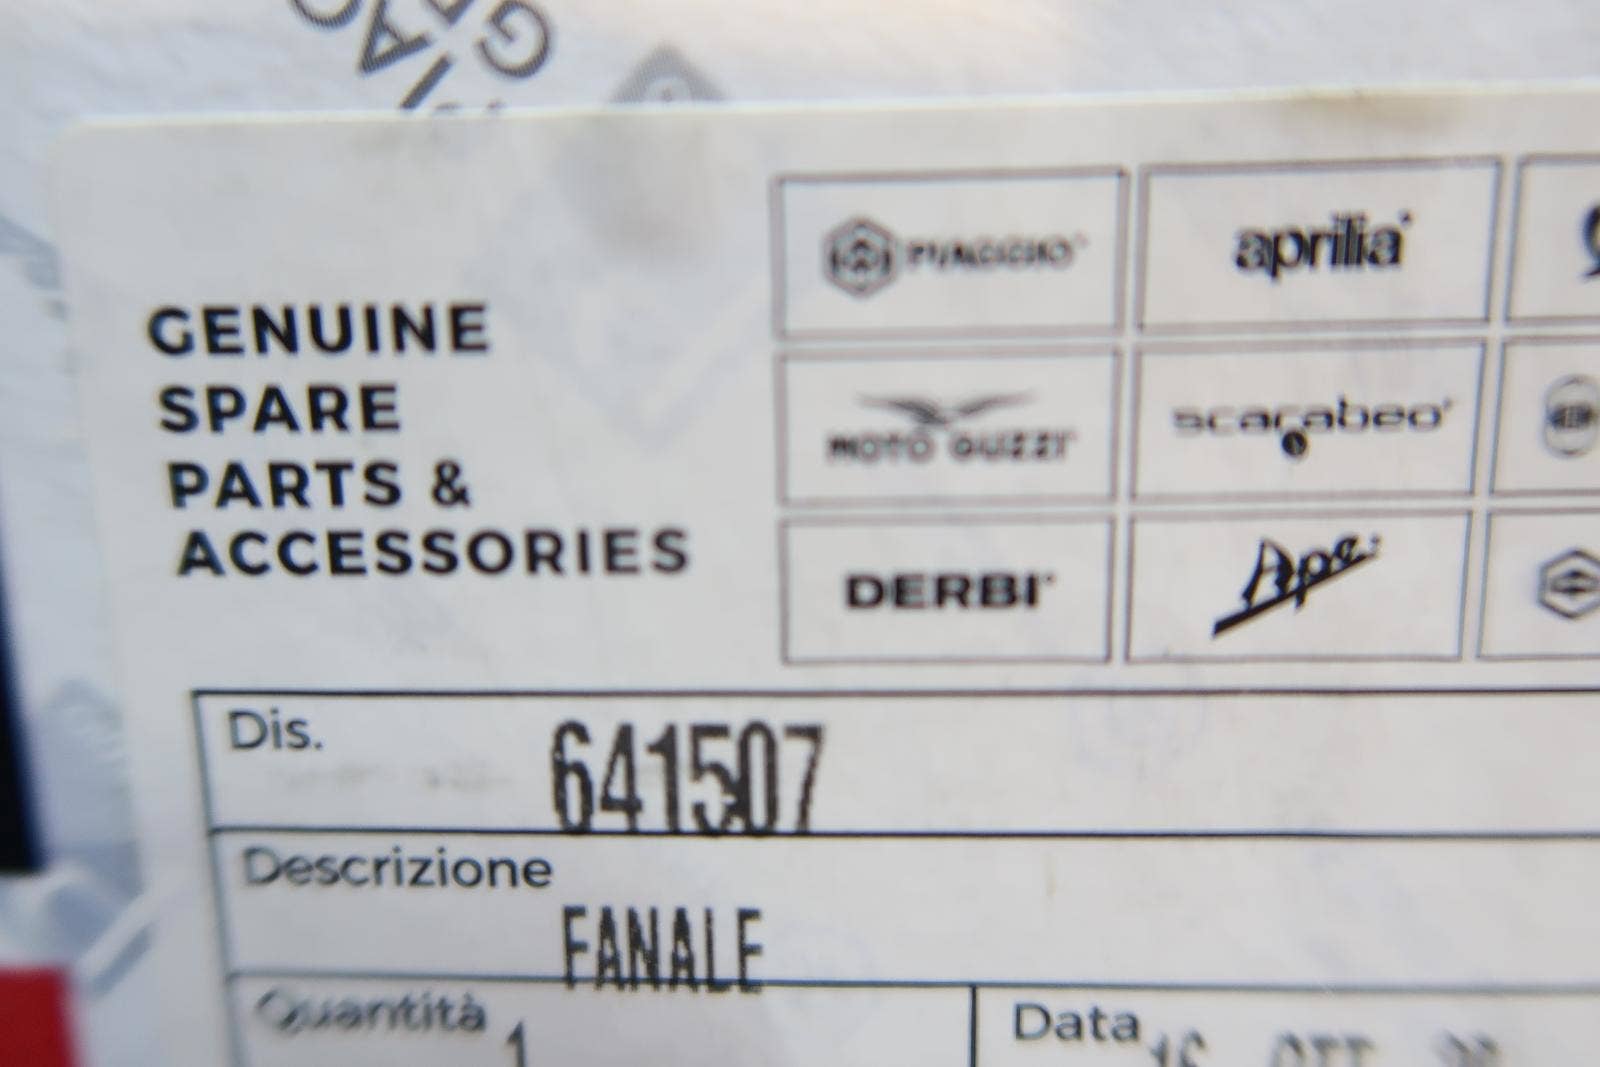 GENUINE
SPARE
PARTS &
ACCESSORIES
PIAGGIO
aprilia
MOTO GUZZI
scarabeo
DERBI
Ape
Dis.
641507
Descrizione
FANALE
Quantità
1
Data